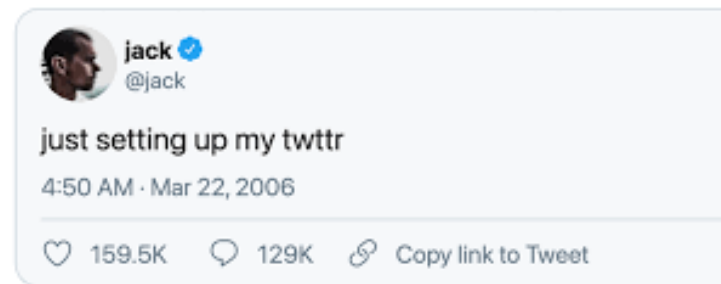 jack
@jack
just setting up my twttr
4:50 AM · Mar 22, 2006
159.5K 129K Copy link to Tweet